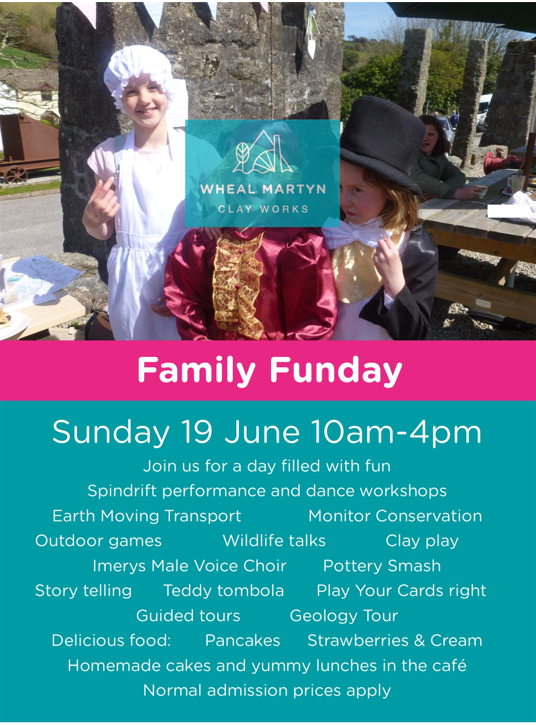 WHEAL MARTYN
CLAY WORKS
Family Funday
Sunday 19 June 10am-4pm
Join us for a day filled with fun
Spindrift performance and dance workshops
Earth Moving Transport Monitor Conservation
Outdoor games Wildlife talks Clay play
Imerys Male Voice Choir Pottery Smash
Story telling Teddy tombola Play Your Cards right
Guided tours Geology Tour
Delicious food: Pancakes Strawberries & Cream
Homemade cakes and yummy lunches in the café
Normal admission prices apply